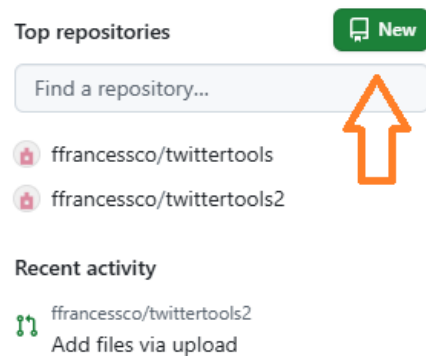 Top repositories
New
Find a repository...
ffrancessco/twittertools
ffrancessco/twittertools2
Recent activity
ffrancessco/twittertools2
Add files via upload